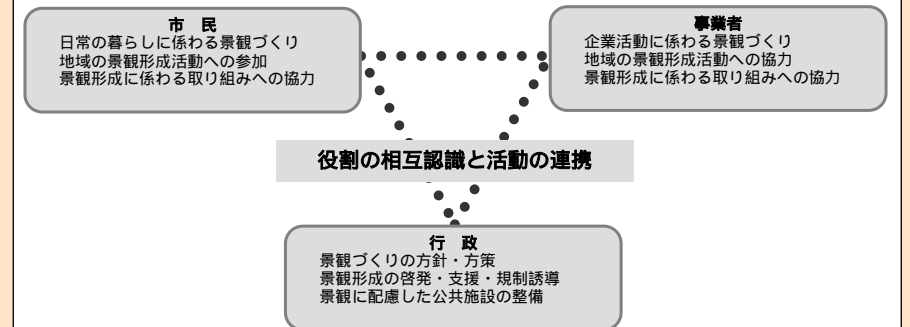 市 民
日常の暮らしに係わる景観づくり
地域の景観形成活動への参加
景観形成に係わる取り組みへの協力
事業者
企業活動に係わる景観づくり
地域の景観形成活動への協力
景観形成に係わる取り組みへの協力
役割の相互認識と活動の連携
行 政
景観づくりの方針・方策
景観形成の啓発・支援・規制誘導
景観に配慮した公共施設の整備